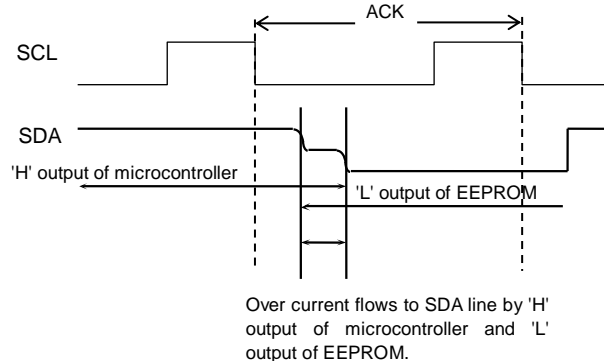 ACK
SCL
SDA
'H' output of microcontroller
'L' output of EEPROM
Over current flows to SDA line by 'H'
output of microcontroller and 'L'
output of EEPROM.